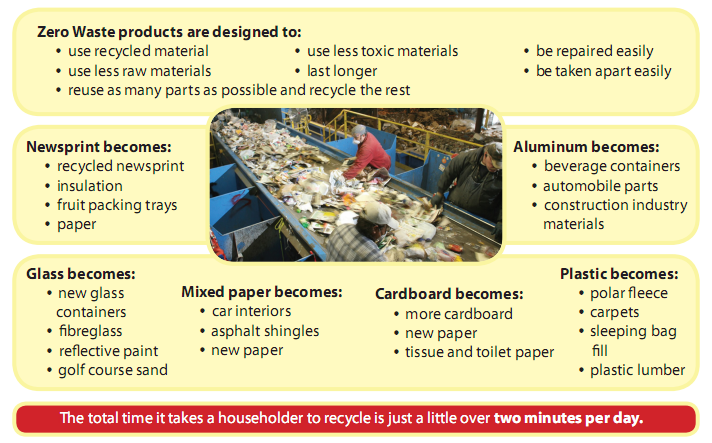 Zero Waste products are designed to:
• use recycled material
• use less toxic materials
• be repaired easily
• use less raw materials
• last longer
• be taken apart easily
• reuse as many parts as possible and recycle the rest
Newsprint becomes:
• recycled newsprint
• insulation
• fruit packing trays
• paper
Aluminum becomes:
• beverage containers
• automobile parts
• construction industry
materials
Glass becomes:
• new glass
containers
• fibreglass
• reflective paint
• golf course sand
Mixed paper becomes:
• car interiors
• asphalt shingles
• new paper
Cardboard becomes:
• more cardboard
• new paper
• tissue and toilet paper
Plastic becomes:
• polar fleece
• carpets
• sleeping bag
fill
• plastic lumber
The total time it takes a householder to recycle is just a little over two minutes per day.